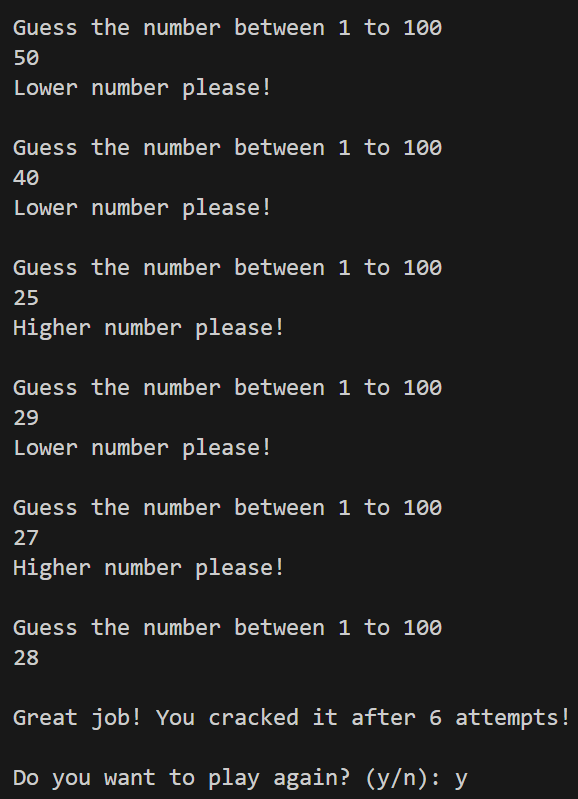 Guess the number between 1 to 100
50
Lower number please!
Guess the number between 1 to 100
40
Lower number please!
Guess the number between 1 to 100
25
Higher number please!
Guess the number between 1 to 100
29
Lower number please!
Guess the number between 1 to 100
27
Higher number please!
Guess the number between 1 to 100
28
Great job! You cracked it after 6 attempts!
Do you want to play again? (y/n): y